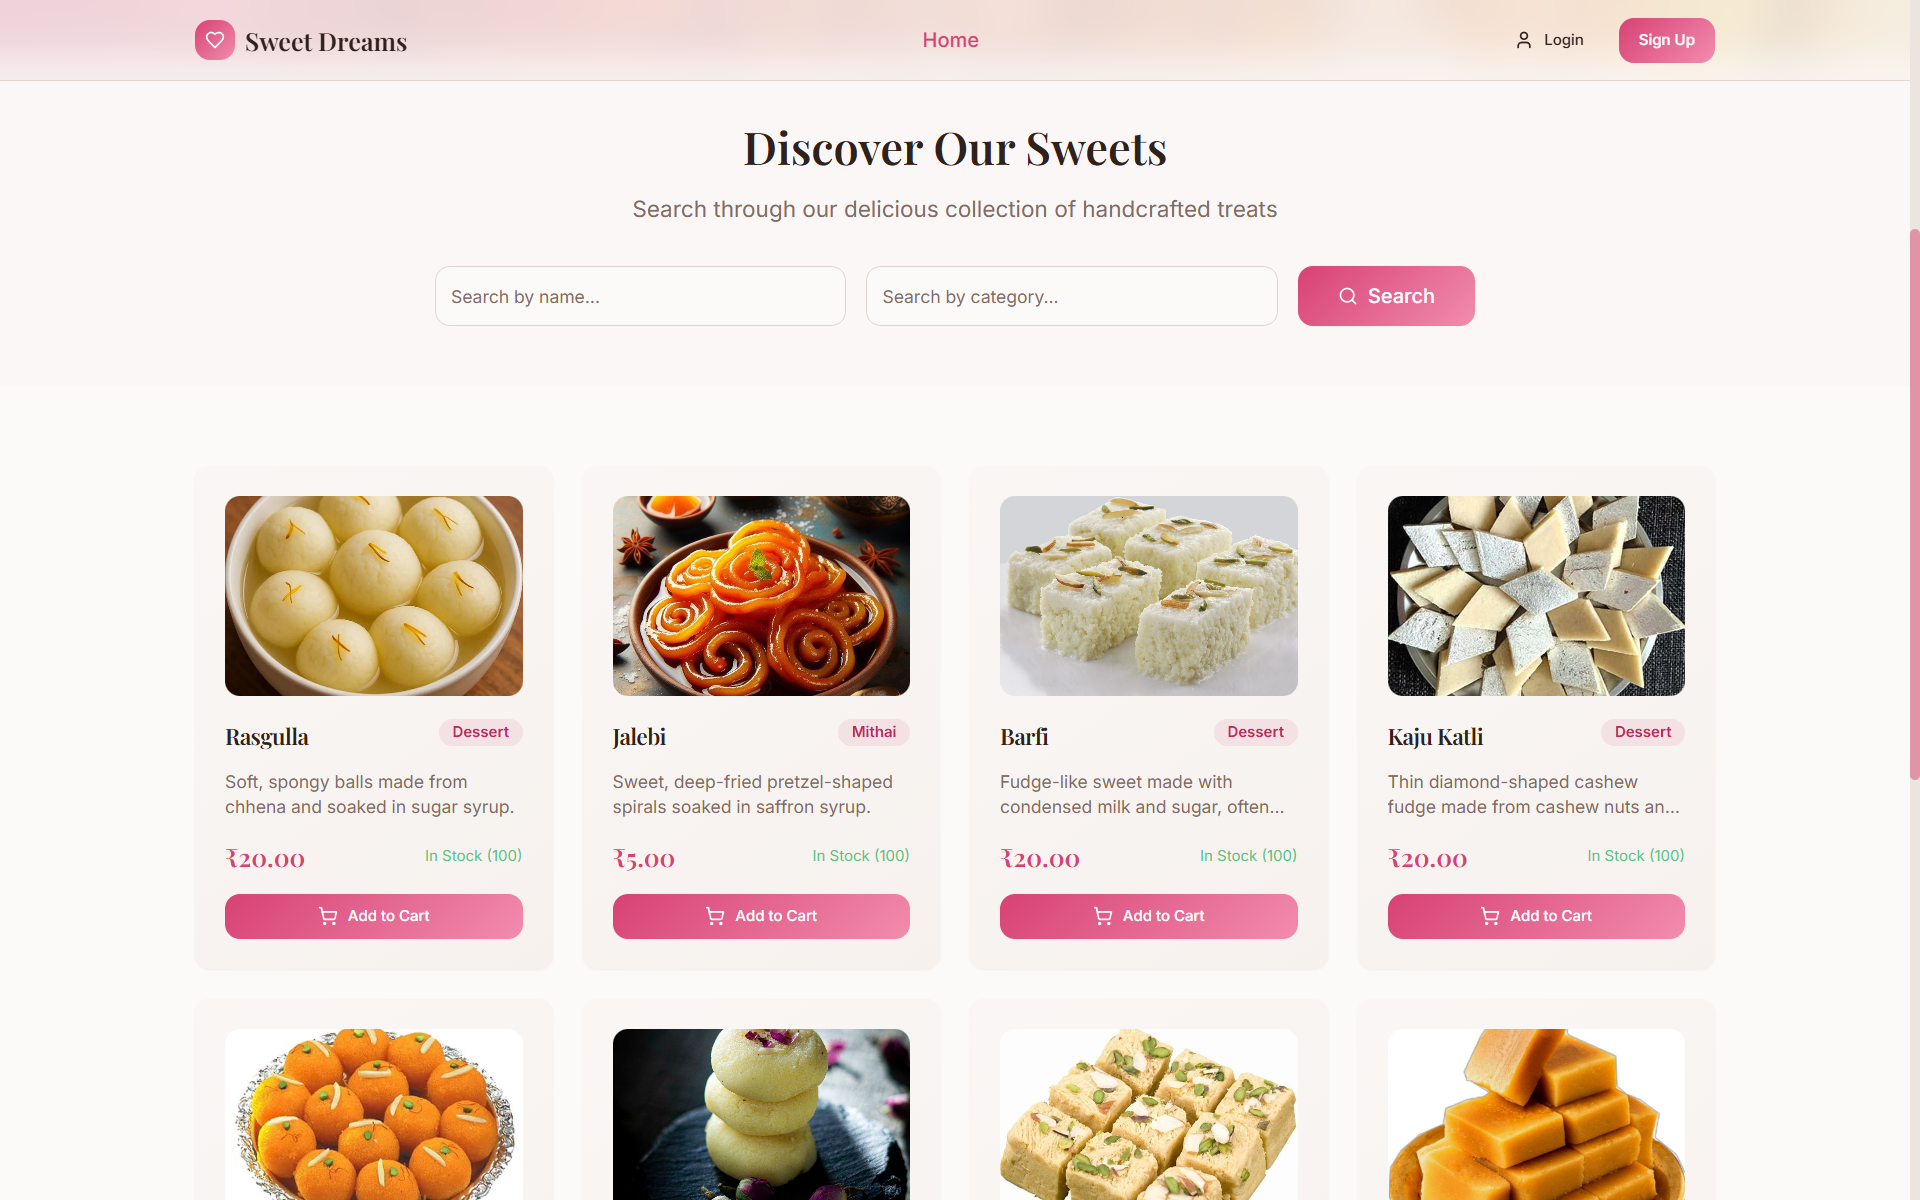 Sweet Dreams
Home
Login
Sign Up
Discover Our Sweets
Search through our delicious collection of handcrafted treats
Search by name...
Search by category...
Search
Rasgulla
Dessert
Soft, spongy balls made from
chhena and soaked in sugar syrup.
₹20.00
In Stock (100)
Add to Cart
Jalebi
Mithai
Sweet, deep-fried pretzel-shaped
spirals soaked in saffron syrup.
₹5.00
In Stock (100)
Add to Cart
Barfi
Dessert
Fudge-like sweet made with
condensed milk and sugar, often...
₹20.00
In Stock (100)
Add to Cart
Kaju Katli
Dessert
Thin diamond-shaped cashew
fudge made from cashew nuts an...
₹20.00
In Stock (100)
Add to Cart